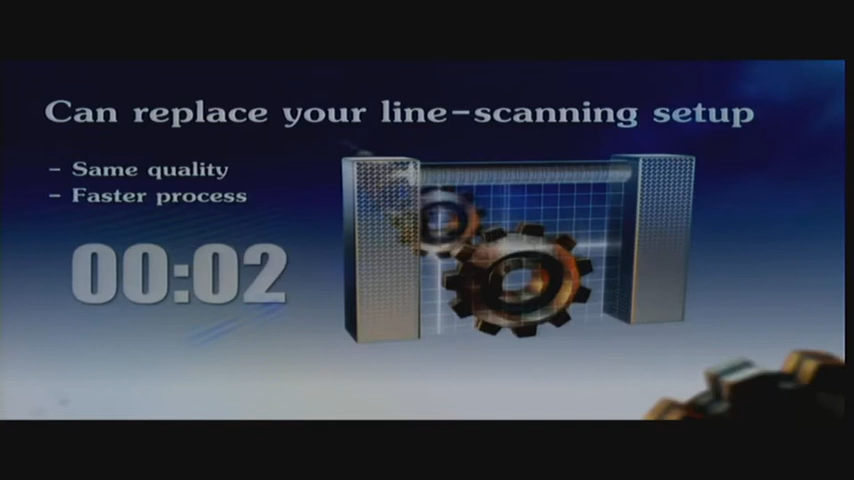 Can replace your line-scanning setup
- Same quality
- Faster process
00:02